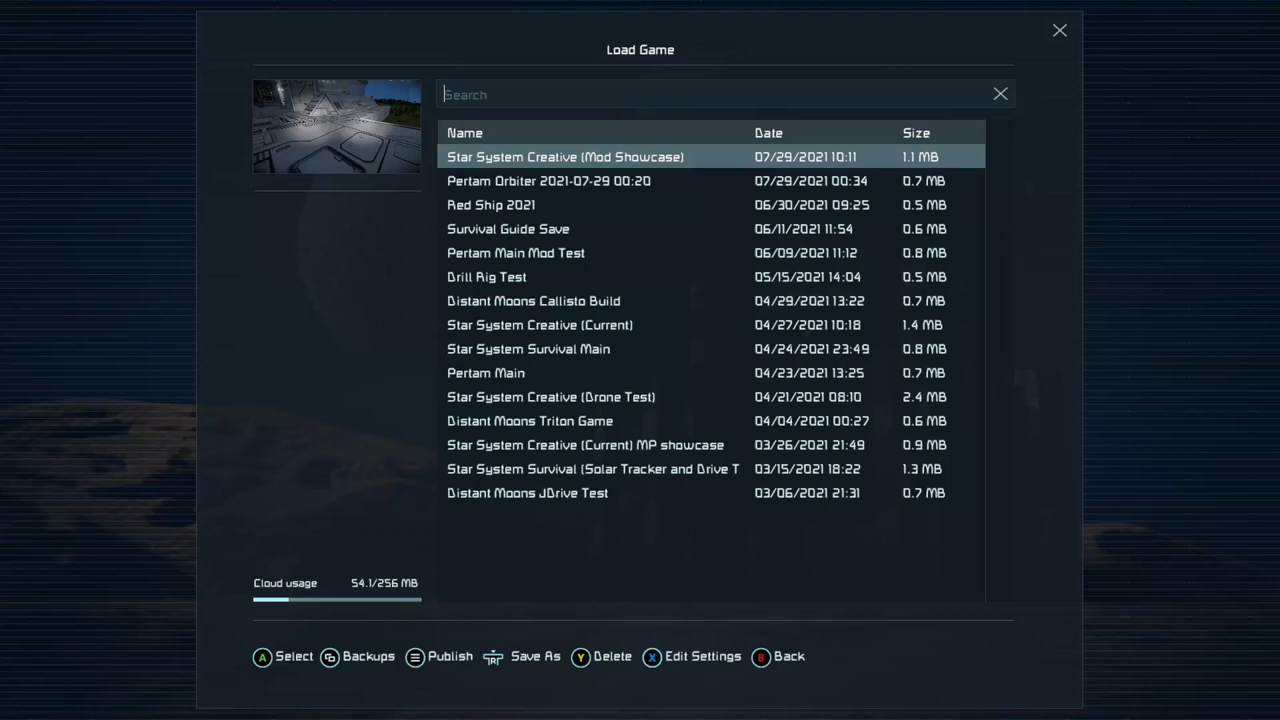 Load Game
Search
Name Date Size
Star System Creative (Mod Showcase) 07/29/2021 10:11 1.1 MB
Pertam Orbiter 2021-07-29 00:20 07/29/2021 00:34 0.7 MB
Red Ship 2021 06/30/2021 09:25 0.5 MB
Survival Guide Save 06/11/2021 11:54 0.6 MB
Pertam Main Mod Test 06/09/2021 11:12 0.8 MB
Drill Rig Test 05/15/2021 14:04 0.5 MB
Distant Moons Callisto Build 04/29/2021 13:22 0.7 MB
Star System Creative (Current) 04/27/2021 10:18 1.4 MB
Star System Survival Main 04/24/2021 23:49 0.8 MB
Pertam Main 04/23/2021 13:25 0.7 MB
Star System Creative (Drone Test) 04/21/2021 08:10 2.4 MB
Distant Moons Triton Game 04/04/2021 00:27 0.6 MB
Star System Creative (Current) MP showcase 03/26/2021 21:49 0.9 MB
Star System Survival (Solar Tracker and Drive T 03/15/2021 18:22 1.3 MB
Distant Moons JDrive Test 03/06/2021 21:31 0.7 MB
Cloud usage 54.1/256 MB
A Select Backups Publish RT Save As Y Delete X Edit Settings B Back